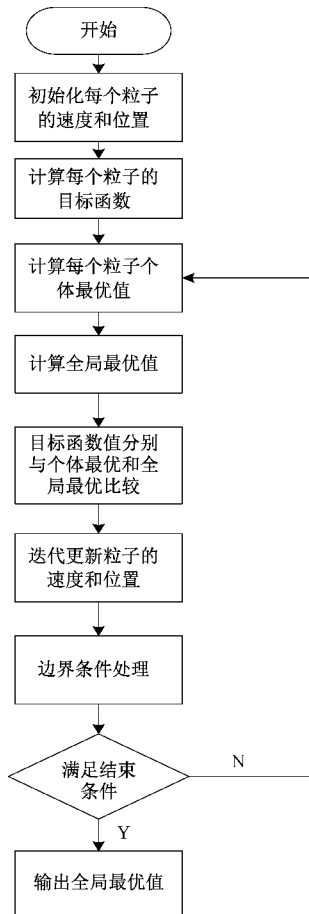 开始
初始化每个粒子
的速度和位置
计算每个粒子的
目标函数
计算每个粒子个
体最优值
计算全局最优值
目标函数值分别
与个体最优和全
局最优比较
迭代更新粒子的
速度和位置
边界条件处理
满足结束
条件
N
Y
输出全局最优值